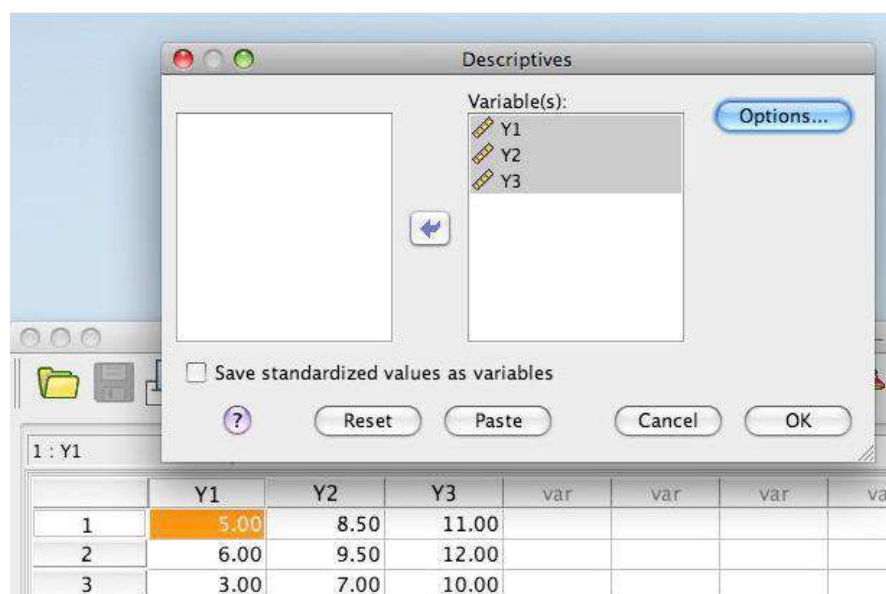 Descriptives
Variable(s):
Y1
Y2
Y3
Options...
Save standardized values as variables
? Reset Paste Cancel OK
1 : Y1
Y1 Y2 Y3 var var var va
1 5.00 8.50 11.00
2 6.00 9.50 12.00
3 3.00 7.00 10.00